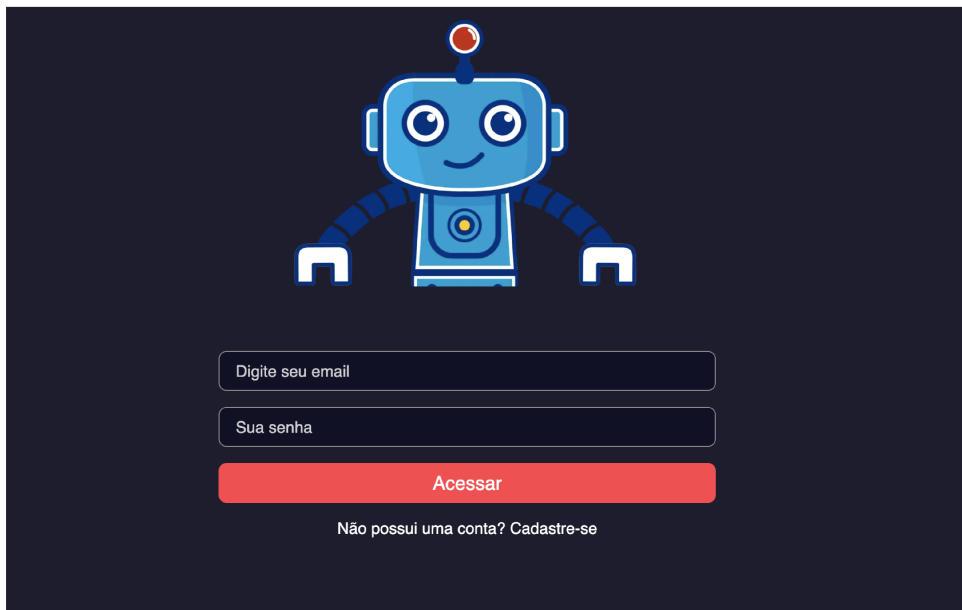 Digite seu email
Sua senha
Acessar
Não possui uma conta? Cadastre-se